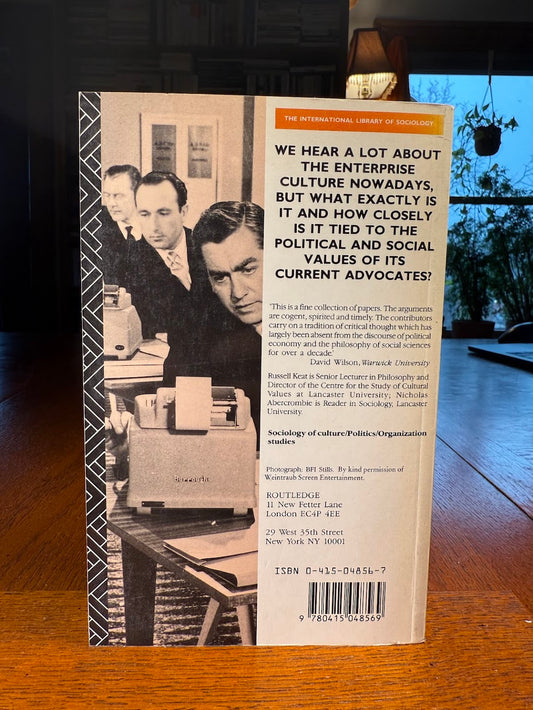 THE INTERNATIONAL LIBRARY OF SOCIOLOGY
WE HEAR A LOT ABOUT
THE ENTERPRISE
CULTURE NOWADAYS,
BUT WHAT EXACTLY IS
IT AND HOW CLOSELY
IS IT TIED TO THE
POLITICAL AND SOCIAL
VALUES OF ITS
CURRENT ADVOCATES?
'This is a fine collection of papers. The arguments
are cogent, spirited and timely. The contributors
carry on a tradition of critical thought which has
largely been absent from the discourse of political
economy and the philosophy of social sciences
for over a decade.'
David Wilson, Warwick University
Russell Keat is Senior Lecturer in Philosophy and
Director of the Centre for the Study of Cultural
Values at Lancaster University; Nicholas
Abercrombie is Reader in Sociology, Lancaster
University.
Sociology of culture/Politics/Organization
studies
Photograph: BFI Stills. By kind permission of
Weintraub Screen Entertainment.
ROUTLEDGE
11 New Fetter Lane
London EC4P 4EE
29 West 35th Street
New York NY 10001
ISBN 0-415-04856-7
9 780415 048569
Burroughs